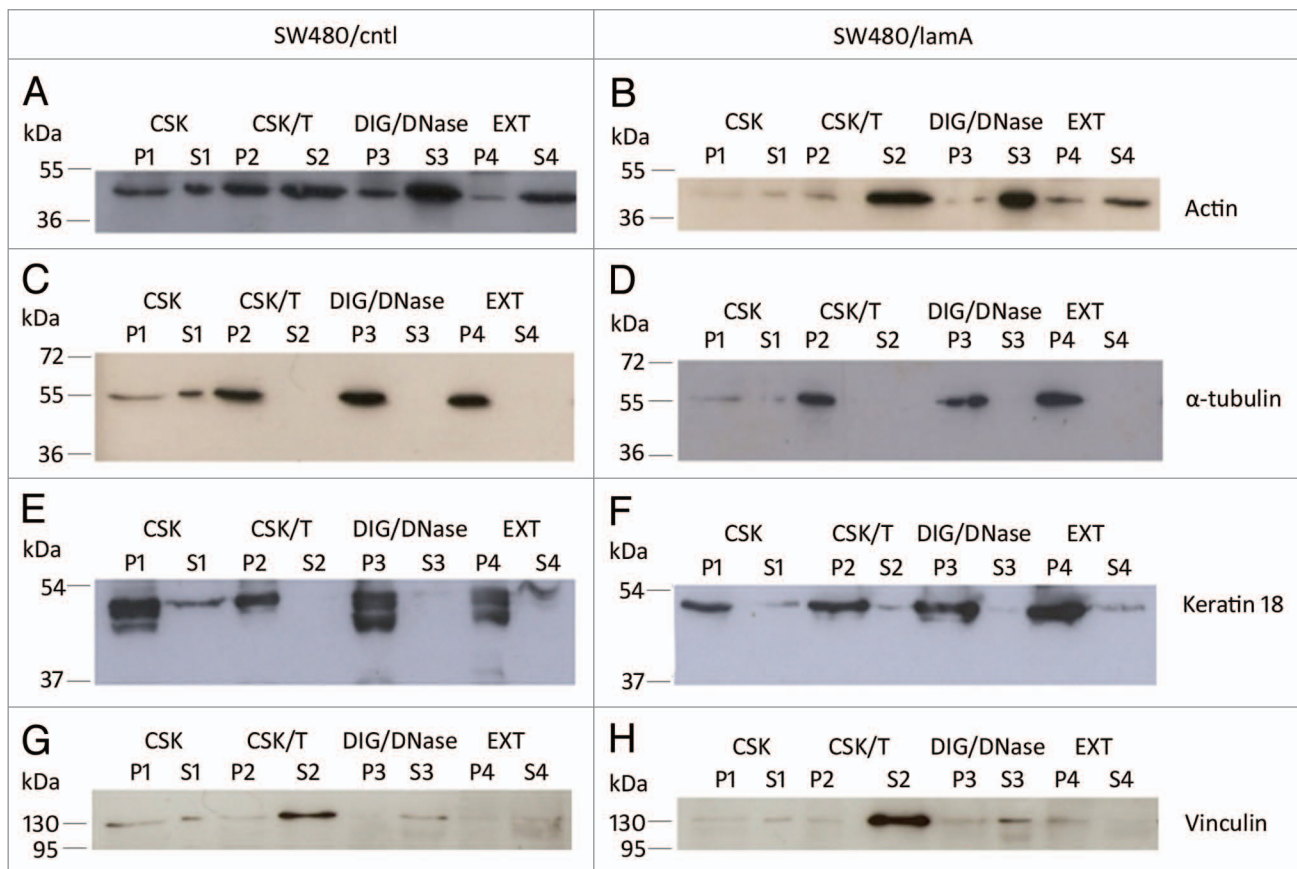 SW480/cntl
SW480/lamA
A
kDa
CSK CSK/T DIG/DNase EXT
P1 S1 P2 S2 P3 S3 P4 S4
55
36
B
kDa
CSK CSK/T DIG/DNase EXT
P1 S1 P2 S2 P3 S3 P4 S4
55
36
Actin
C
kDa
CSK CSK/T DIG/DNase EXT
P1 S1 P2 S2 P3 S3 P4 S4
72
55
36
D
kDa
CSK CSK/T DIG/DNase EXT
P1 S1 P2 S2 P3 S3 P4 S4
72
55
36
α-tubulin
E
kDa
CSK CSK/T DIG/DNase EXT
P1 S1 P2 S2 P3 S3 P4 S4
54
37
F
kDa
CSK CSK/T DIG/DNase EXT
P1 S1 P2 S2 P3 S3 P4 S4
54
37
Keratin 18
G
kDa
CSK CSK/T DIG/DNase EXT
P1 S1 P2 S2 P3 S3 P4 S4
130
95
H
kDa
CSK CSK/T DIG/DNase EXT
P1 S1 P2 S2 P3 S3 P4 S4
130
95
Vinculin